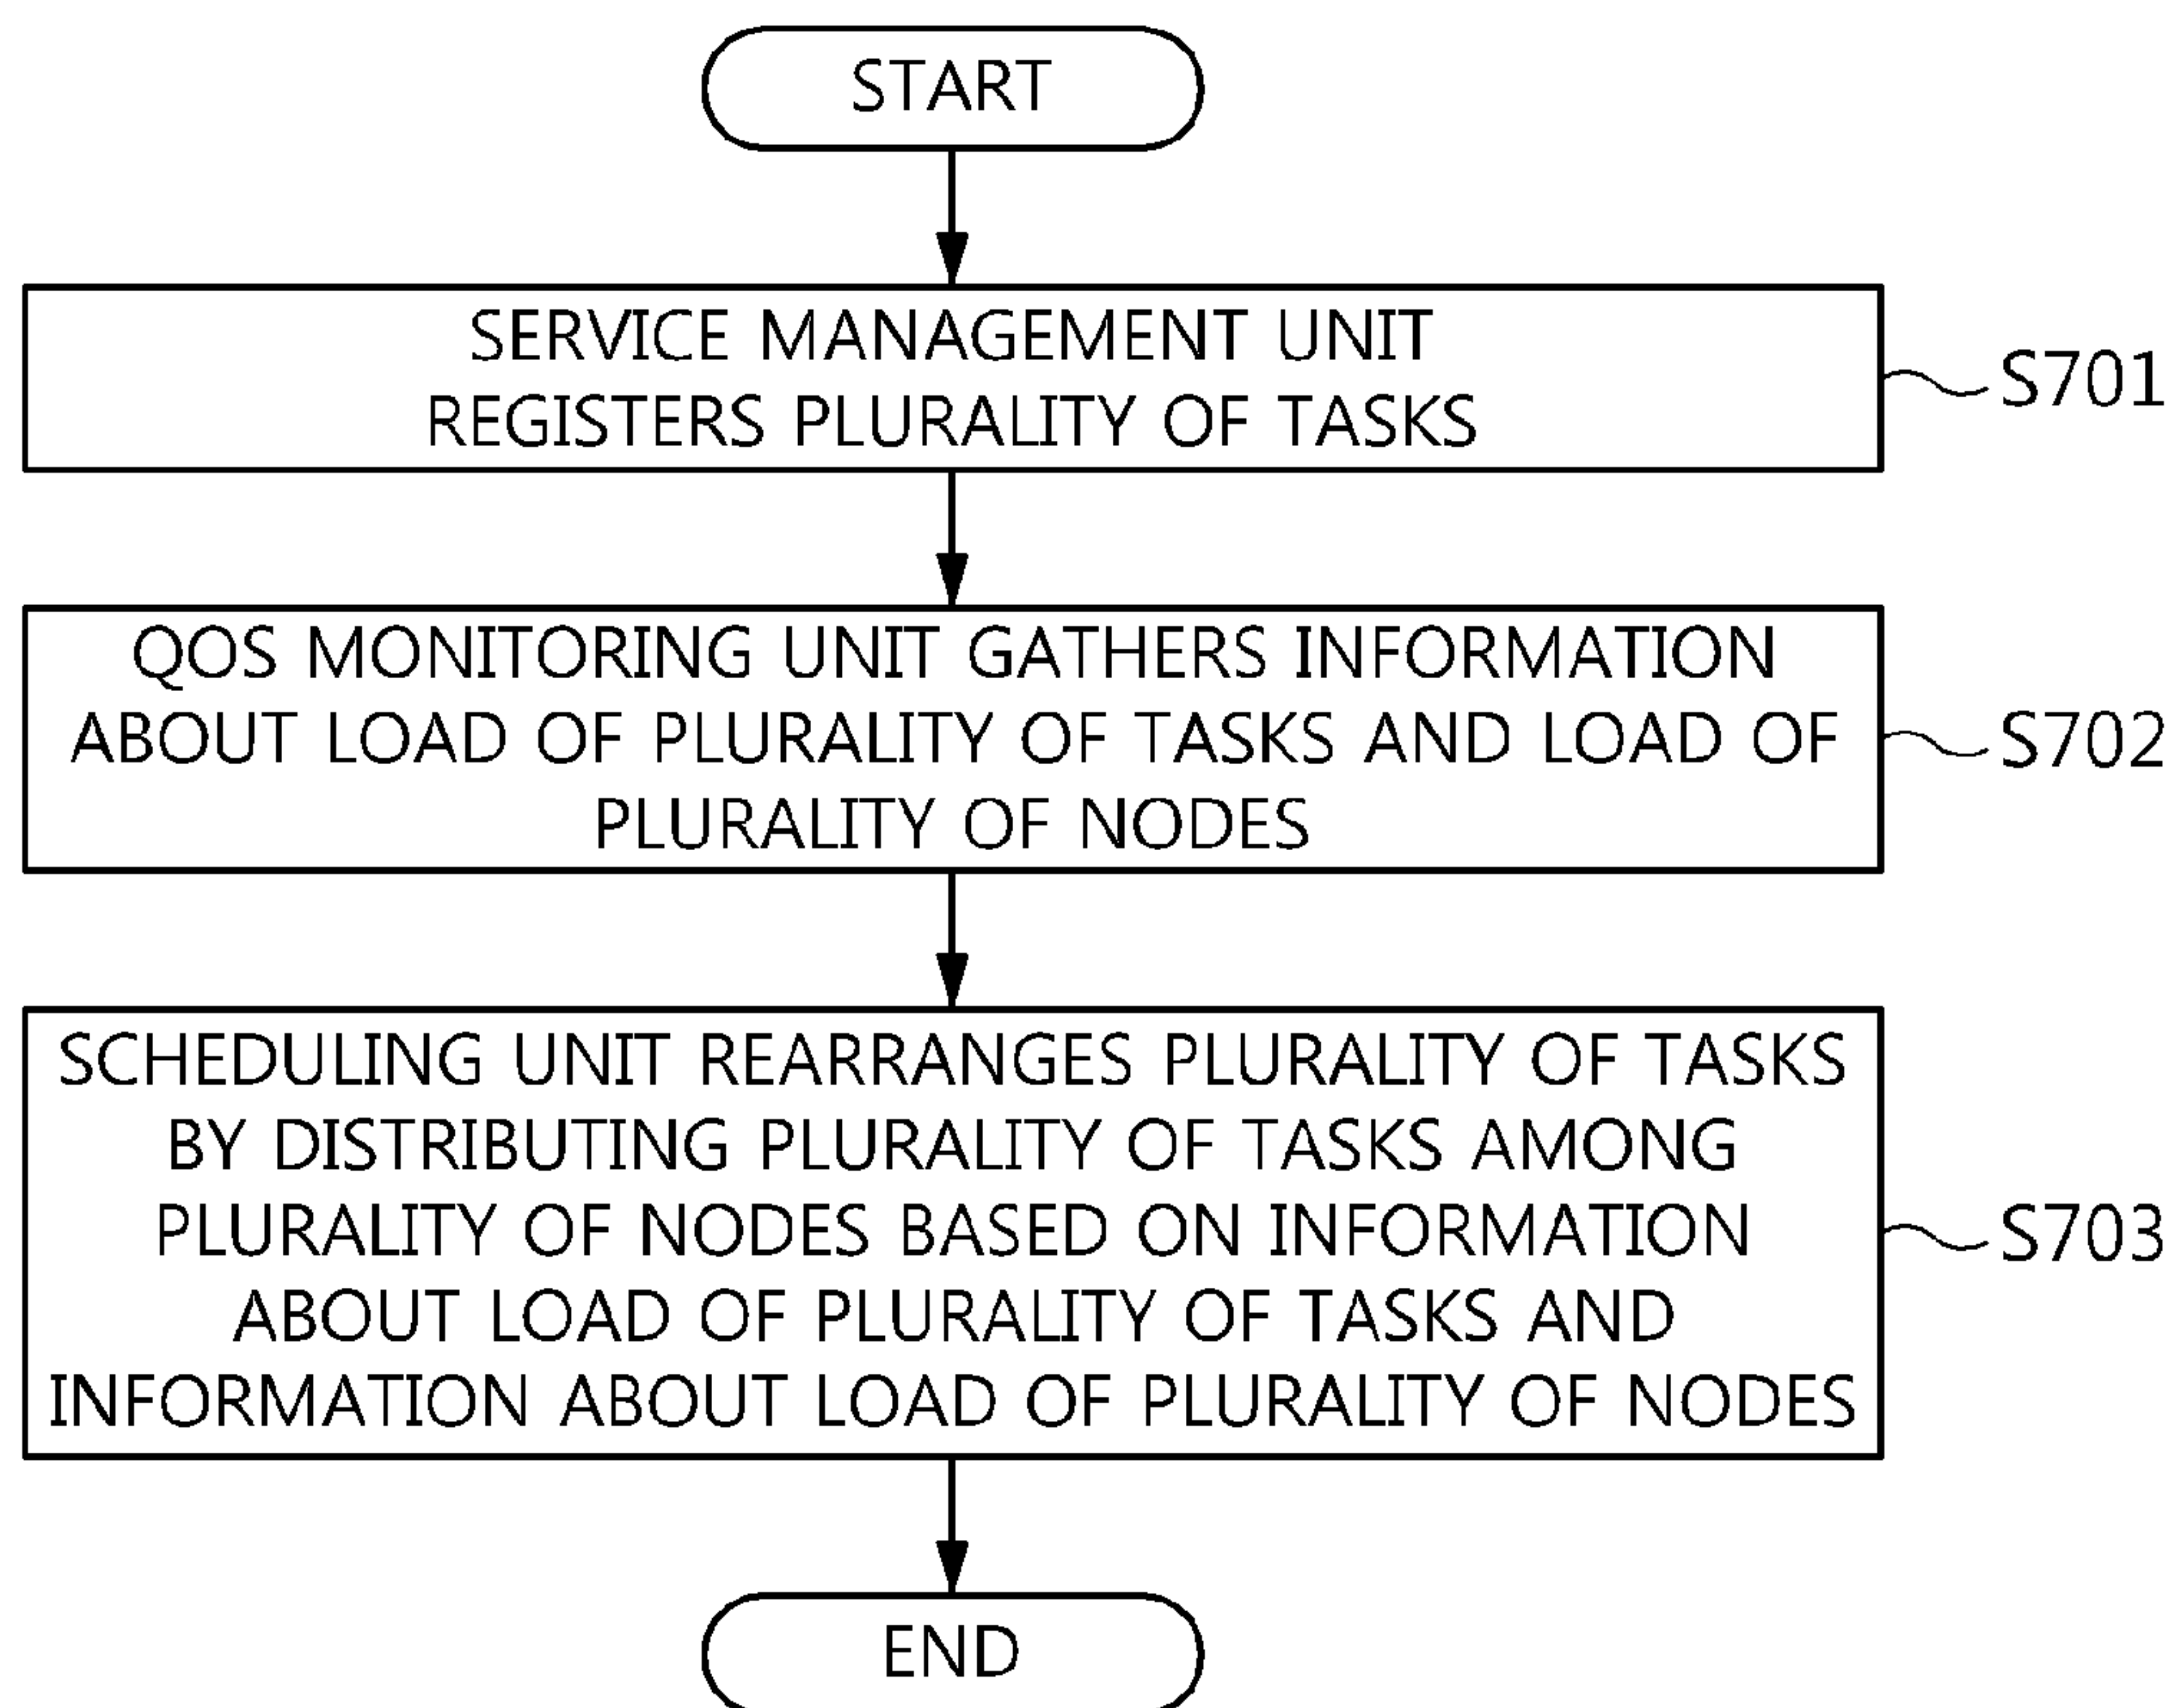 START
SERVICE MANAGEMENT UNIT
REGISTERS PLURALITY OF TASKS
S701
QOS MONITORING UNIT GATHERS INFORMATION
ABOUT LOAD OF PLURALITY OF TASKS AND LOAD OF
PLURALITY OF NODES
S702
SCHEDULING UNIT REARRANGES PLURALITY OF TASKS
BY DISTRIBUTING PLURALITY OF TASKS AMONG
PLURALITY OF NODES BASED ON INFORMATION
ABOUT LOAD OF PLURALITY OF TASKS AND
INFORMATION ABOUT LOAD OF PLURALITY OF NODES
S703
END